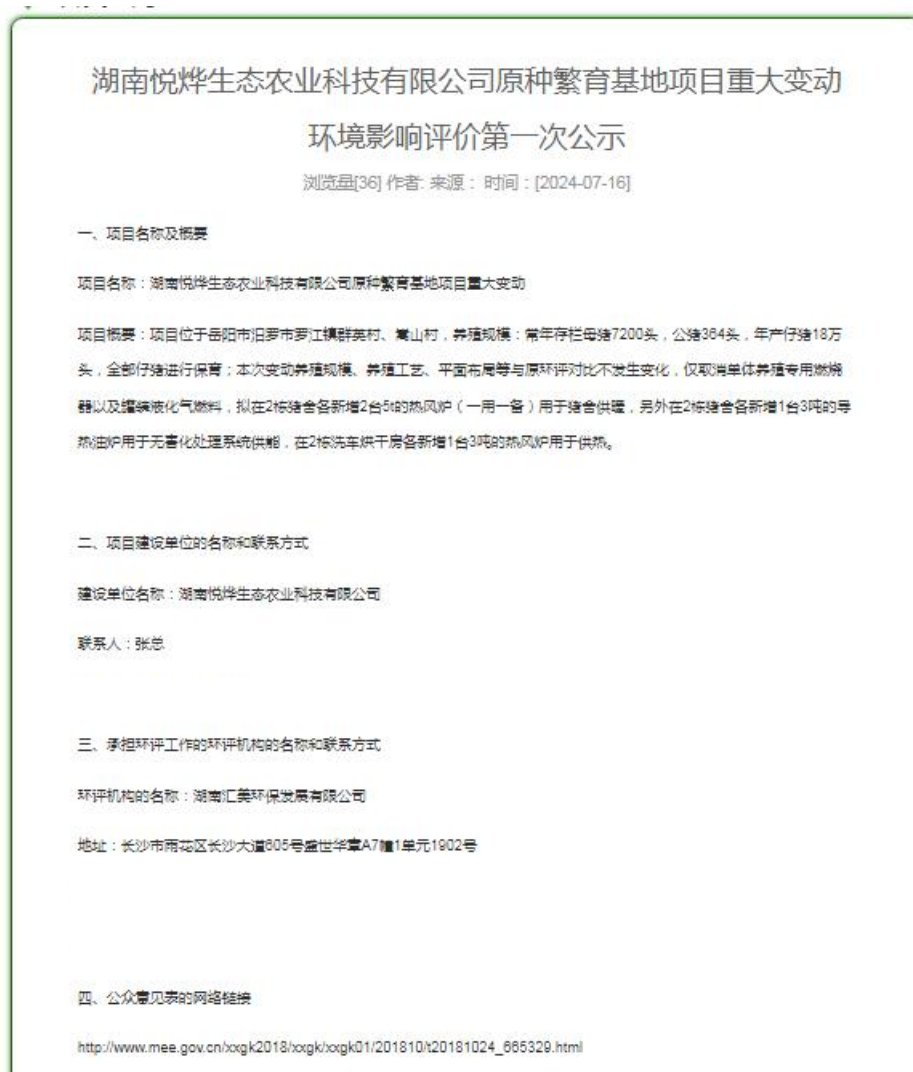 湖南悦烨生态农业科技有限公司原种繁育基地项目重大变动
环境影响评价第一次公示
浏览量[36] 作者: 来源： 时间：[2024-07-16]
一、项目名称及概要
项目名称：湖南悦烨生态农业科技有限公司原种繁育基地项目重大变动
项目概要：项目位于岳阳市汨罗市罗江镇群英村、嵩山村，养殖规模：常年存栏母猪7200头，公猪364头，年产仔猪18万
头，全部仔猪进行保育；本次变动养殖规模、养殖工艺、平面布局等与原环评对比不发生变化，仅取消单体养殖专用燃烧
器以及罐装液化气燃料，拟在2栋猪舍各新增2台5t的热风炉（一用一备）用于猪舍供暖，另外在2栋猪舍各新增1台3吨的导
热油炉用于无害化处理系统供能，在2栋洗车烘干房各新增1台3吨的热风炉用于供热。
二、项目建设单位的名称和联系方式
建设单位名称：湖南悦烨生态农业科技有限公司
联系人：张总
三、承担环评工作的环评机构的名称和联系方式
环评机构的名称：湖南汇美环保发展有限公司
地址：长沙市雨花区长沙大道605号盛世华章A7幢1单元1902号
四、公众意见表的网络链接
http://www.mee.gov.cn/xxgk2018/xxgk/xxgk01/201810/t20181024_665329.html